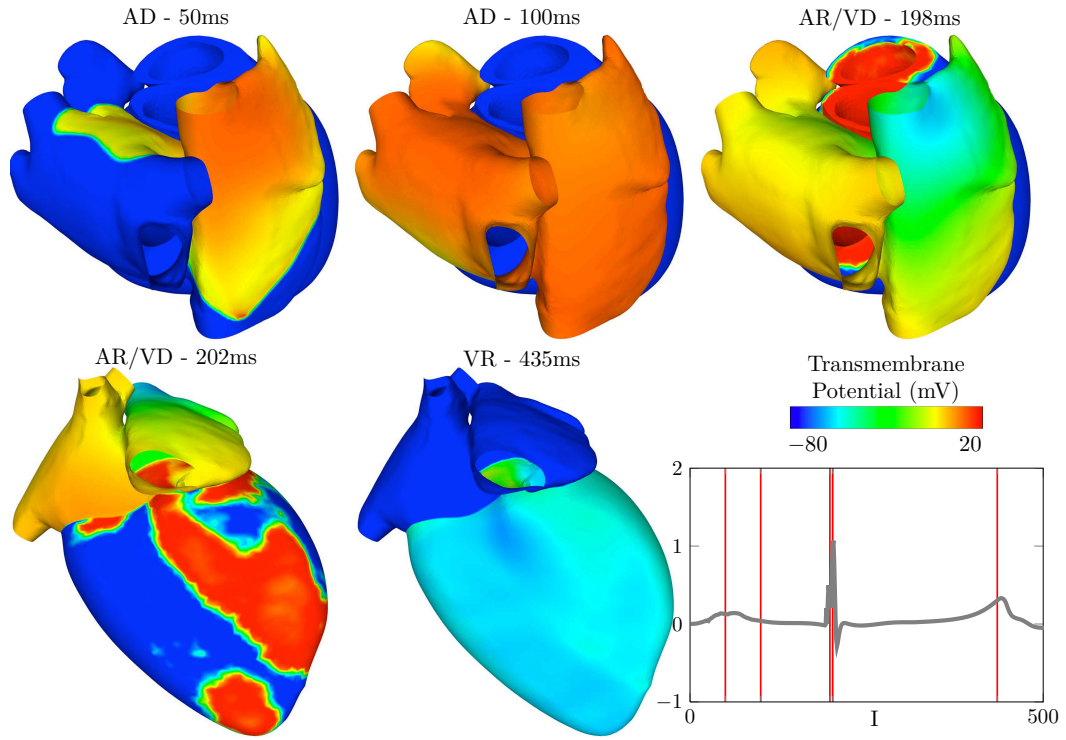 AD - 50ms
AD - 100ms
AR/VD - 198ms
AR/VD - 202ms
VR - 435ms
Transmembrane
Potential (mV)
−80 20
2
1
0
−1
0 I 500